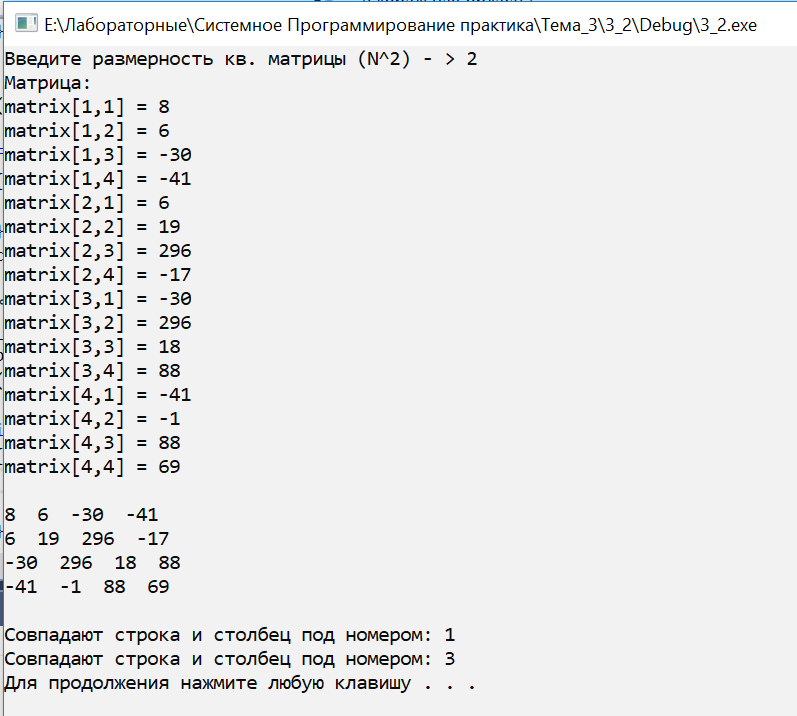 E:\Лабораторные\Системное Программирование практика\Тема_3\3_2\Debug\3_2.exe
Введите размерность кв. матрицы (N^2) - > 2
Матрица:
matrix[1,1] = 8
matrix[1,2] = 6
matrix[1,3] = -30
matrix[1,4] = -41
matrix[2,1] = 6
matrix[2,2] = 19
matrix[2,3] = 296
matrix[2,4] = -17
matrix[3,1] = -30
matrix[3,2] = 296
matrix[3,3] = 18
matrix[3,4] = 88
matrix[4,1] = -41
matrix[4,2] = -1
matrix[4,3] = 88
matrix[4,4] = 69
8  6  -30  -41
6  19  296  -17
-30  296  18  88
-41  -1  88  69
Совпадают строка и столбец под номером: 1
Совпадают строка и столбец под номером: 3
Для продолжения нажмите любую клавишу . . .